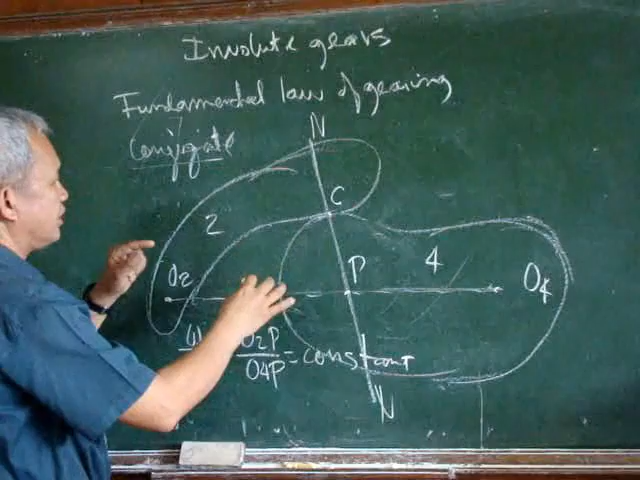 Involute gears
Fundamental law of gearing
Conjugate
N
C
2
4
P
O2
O4
ω
O2P
O4P
= constant
N